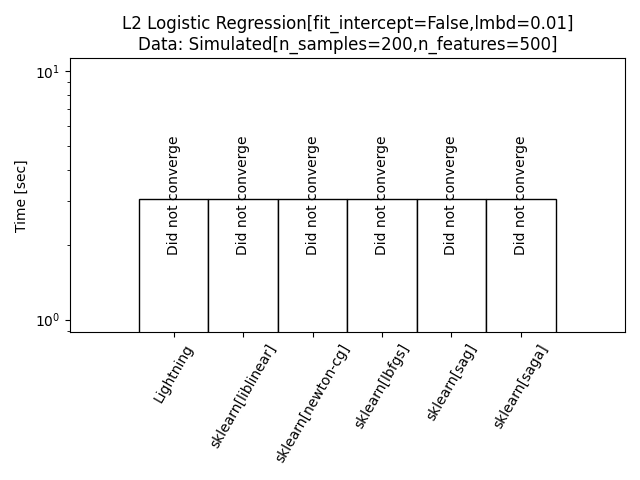 L2 Logistic Regression[fit_intercept=False,lmbd=0.01]
Data: Simulated[n_samples=200,n_features=500]
10¹
10⁰
Time [sec]
Did not converge
Did not converge
Did not converge
Did not converge
Did not converge
Did not converge
Lightning
sklearn[liblinear]
sklearn[newton-cg]
sklearn[lbfgs]
sklearn[sag]
sklearn[saga]